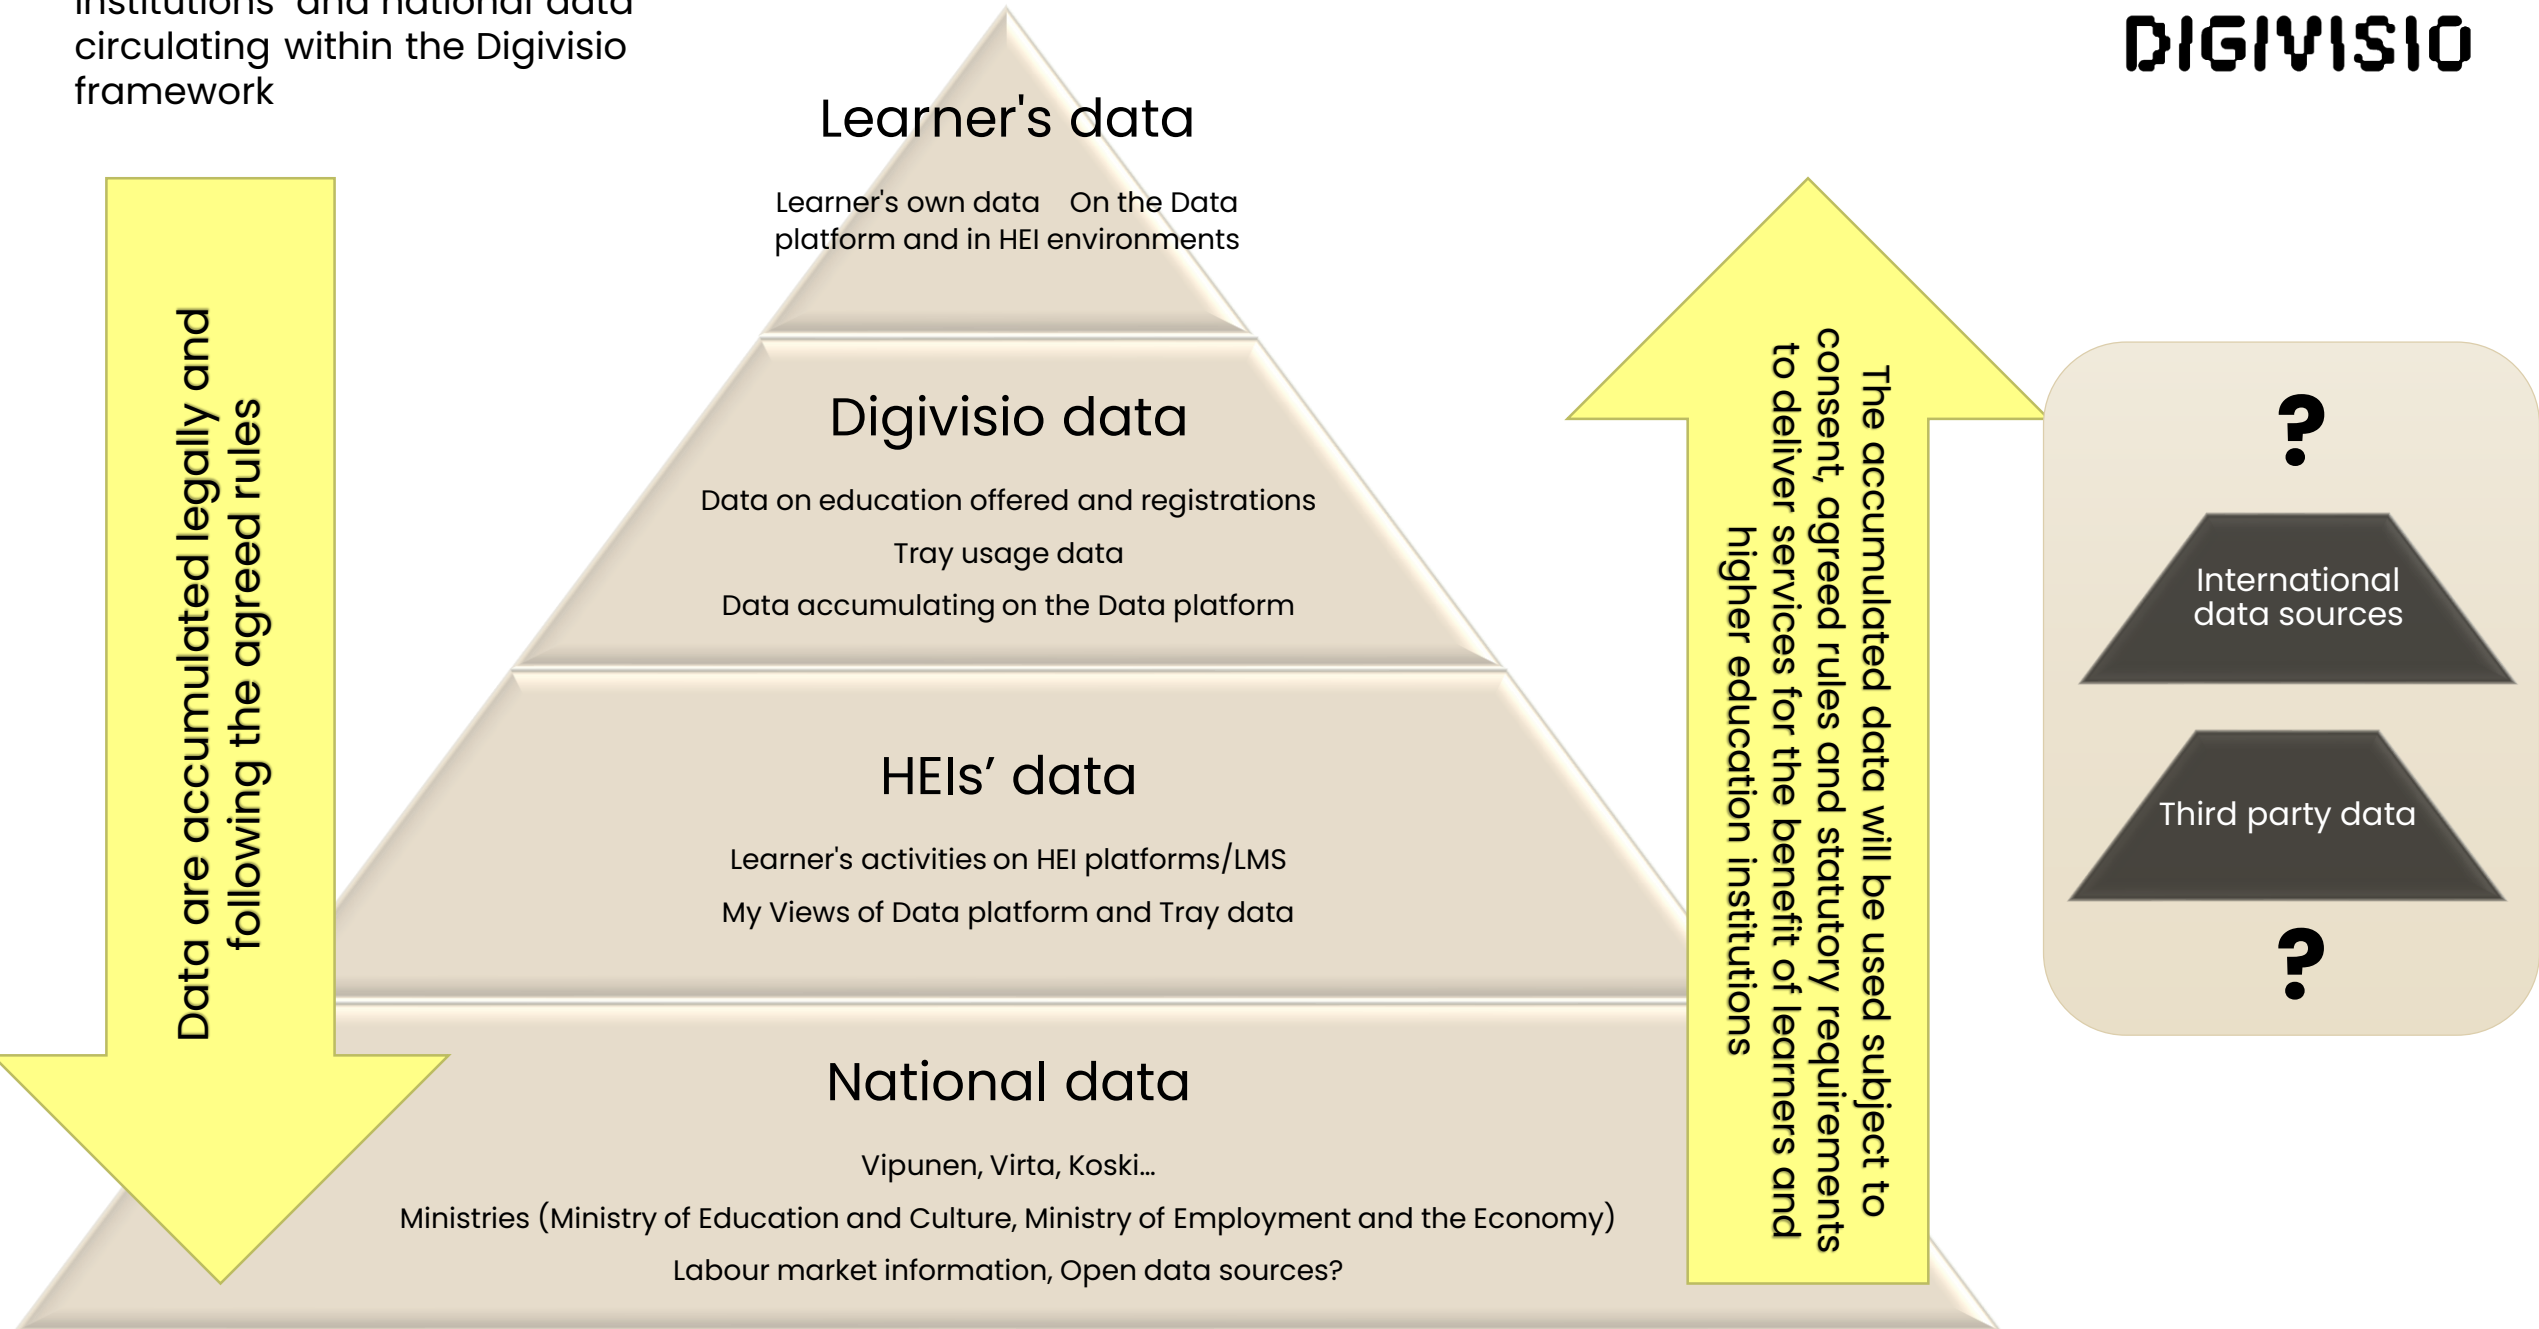 institutions' and national data
circulating within the Digivisio
framework
DIGIVISIO
Learner's data
Learner's own data On the Data
platform and in HEI environments
Digivisio data
Data on education offered and registrations
Tray usage data
Data accumulating on the Data platform
HEIs’ data
Learner's activities on HEI platforms/LMS
My Views of Data platform and Tray data
National data
Vipunen, Virta, Koski…
Ministries (Ministry of Education and Culture, Ministry of Employment and the Economy)
Labour market information, Open data sources?
Data are accumulated legally and
following the agreed rules
The accumulated data will be used subject to
consent, agreed rules and statutory requirements
to deliver services for the benefit of learners and
higher education institutions
?
International
data sources
Third party data
?